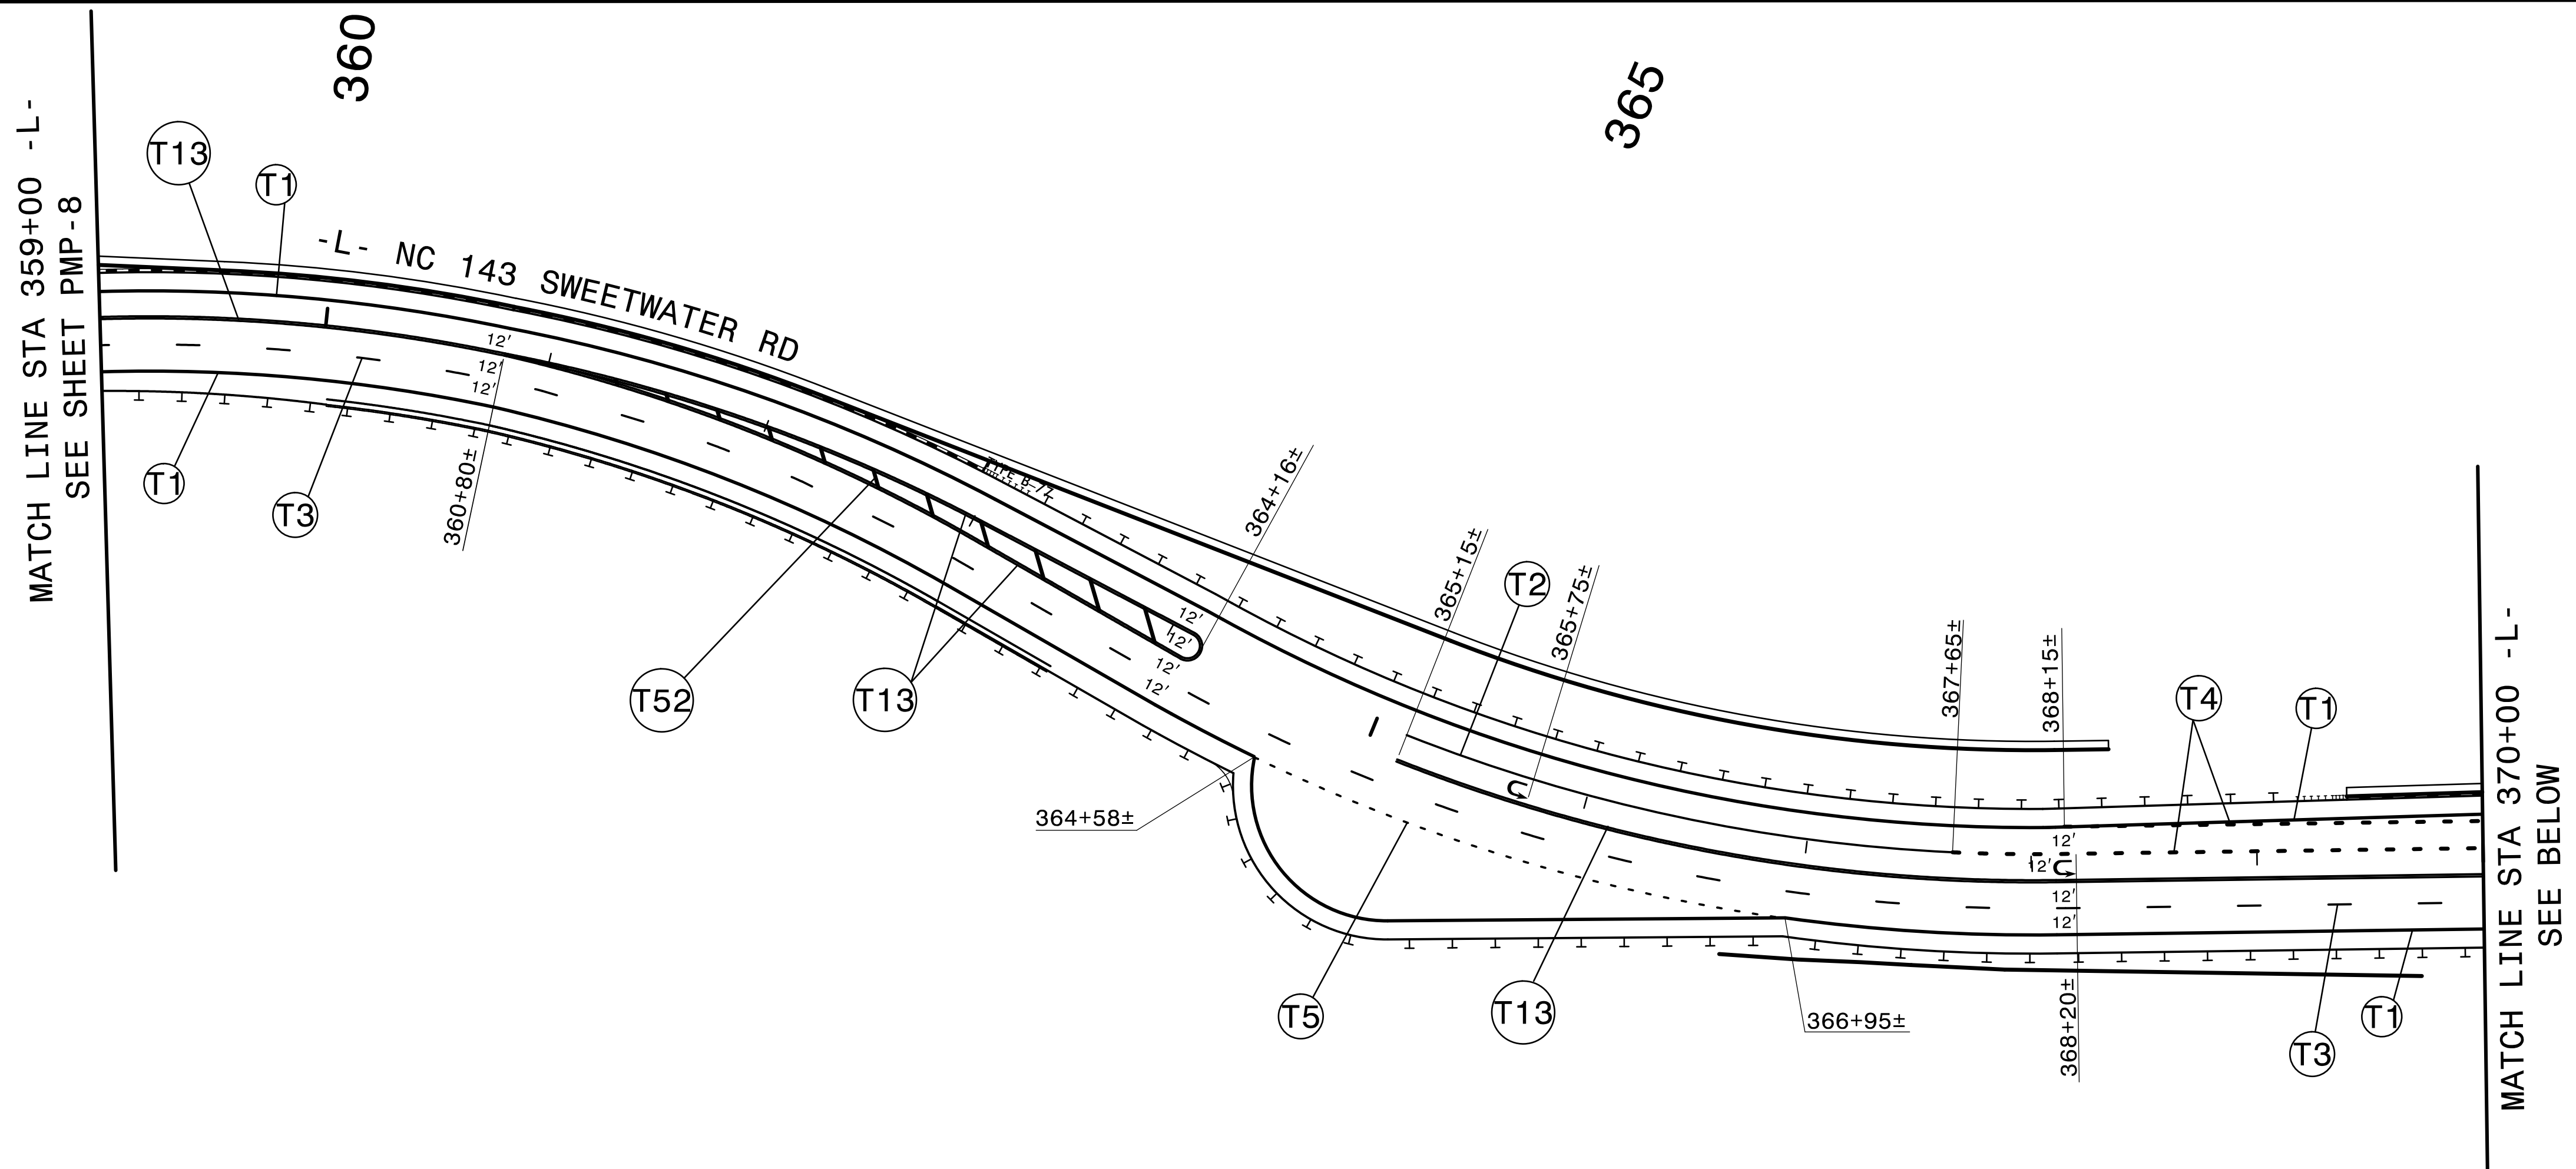 360
365
MATCH LINE STA 359+00 -L-
SEE SHEET PMP-8
T13
T1
-L- NC 143 SWEETWATER RD
12'
12'
12'
T1
T3
360+80±
TYPE B-77
364+16±
12'
12'
12'
12'
T52
T13
365+15±
T2
365+75±
367+65±
368+15±
T4
T1
364+58±
12'
12'
12'
12'
T5
T13
366+95±
368+20±
T3
T1
MATCH LINE STA 370+00 -L-
SEE BELOW